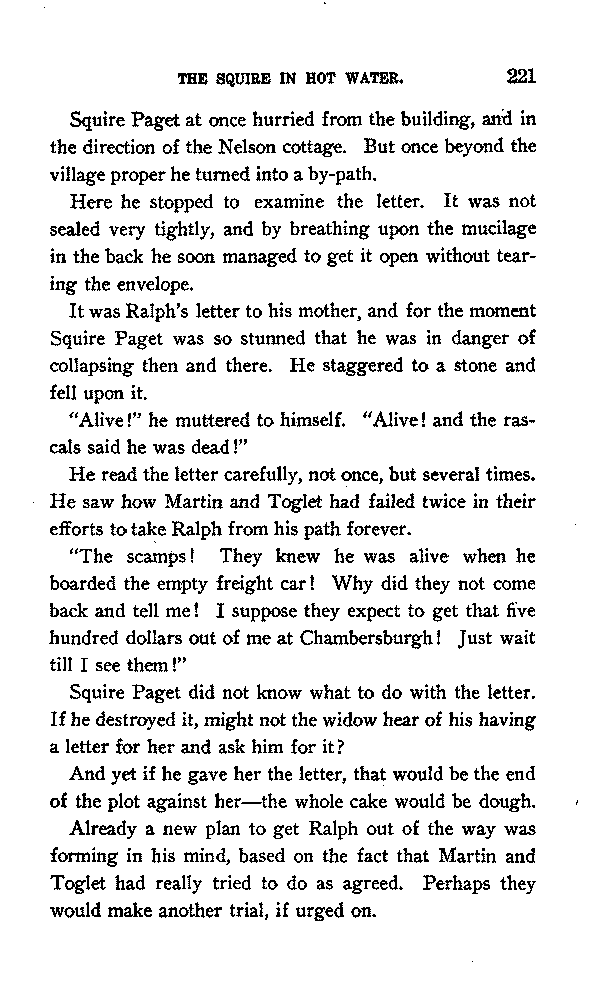 THE SQUIRE IN HOT WATER. 221
Squire Paget at once hurried from the building, and in
the direction of the Nelson cottage. But once beyond the
village proper he turned into a by-path.
Here he stopped to examine the letter. It was not
sealed very tightly, and by breathing upon the mucilage
in the back he soon managed to get it open without tear-
ing the envelope.
It was Ralph's letter to his mother, and for the moment
Squire Paget was so stunned that he was in danger of
collapsing then and there. He staggered to a stone and
fell upon it.
"Alive!" he muttered to himself. "Alive! and the ras-
cals said he was dead!"
He read the letter carefully, not once, but several times.
He saw how Martin and Toglet had failed twice in their
efforts to take Ralph from his path forever.
"The scamps! They knew he was alive when he
boarded the empty freight car! Why did they not come
back and tell me! I suppose they expect to get that five
hundred dollars out of me at Chambersburgh! Just wait
till I see them!"
Squire Paget did not know what to do with the letter.
If he destroyed it, might not the widow hear of his having
a letter for her and ask him for it?
And yet if he gave her the letter, that would be the end
of the plot against her—the whole cake would be dough.
Already a new plan to get Ralph out of the way was
forming in his mind, based on the fact that Martin and
Toglet had really tried to do as agreed. Perhaps they
would make another trial, if urged on.